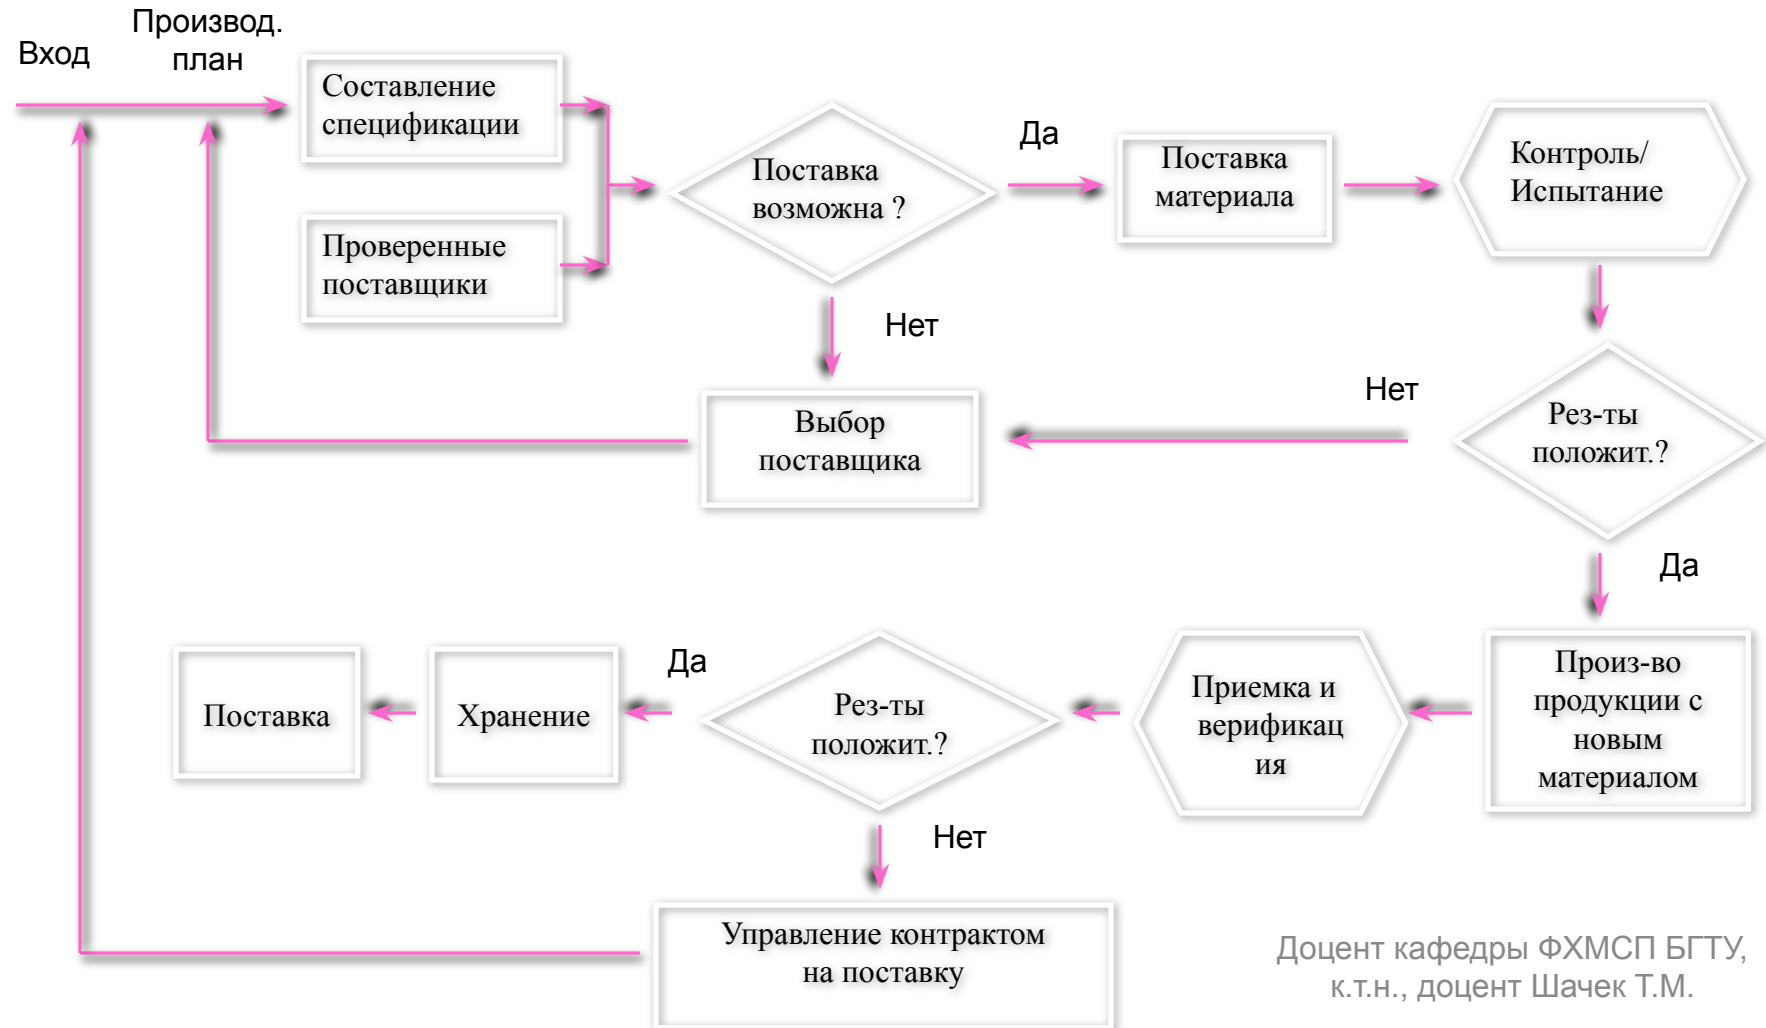 Вход
Производ.
план
Составление
спецификации
Проверенные
поставщики
Поставка
возможна ?
Да
Поставка
материала
Контроль/
Испытание
Нет
Выбор
поставщика
Нет
Рез-ты
положит.?
Да
Произ-во
продукции с
новым
материалом
Приемка и
верификац
ия
Рез-ты
положит.?
Да
Хранение
Поставка
Нет
Управление контрактом
на поставку
Доцент кафедры ФХМСП БГТУ,
к.т.н., доцент Шачек Т.М.